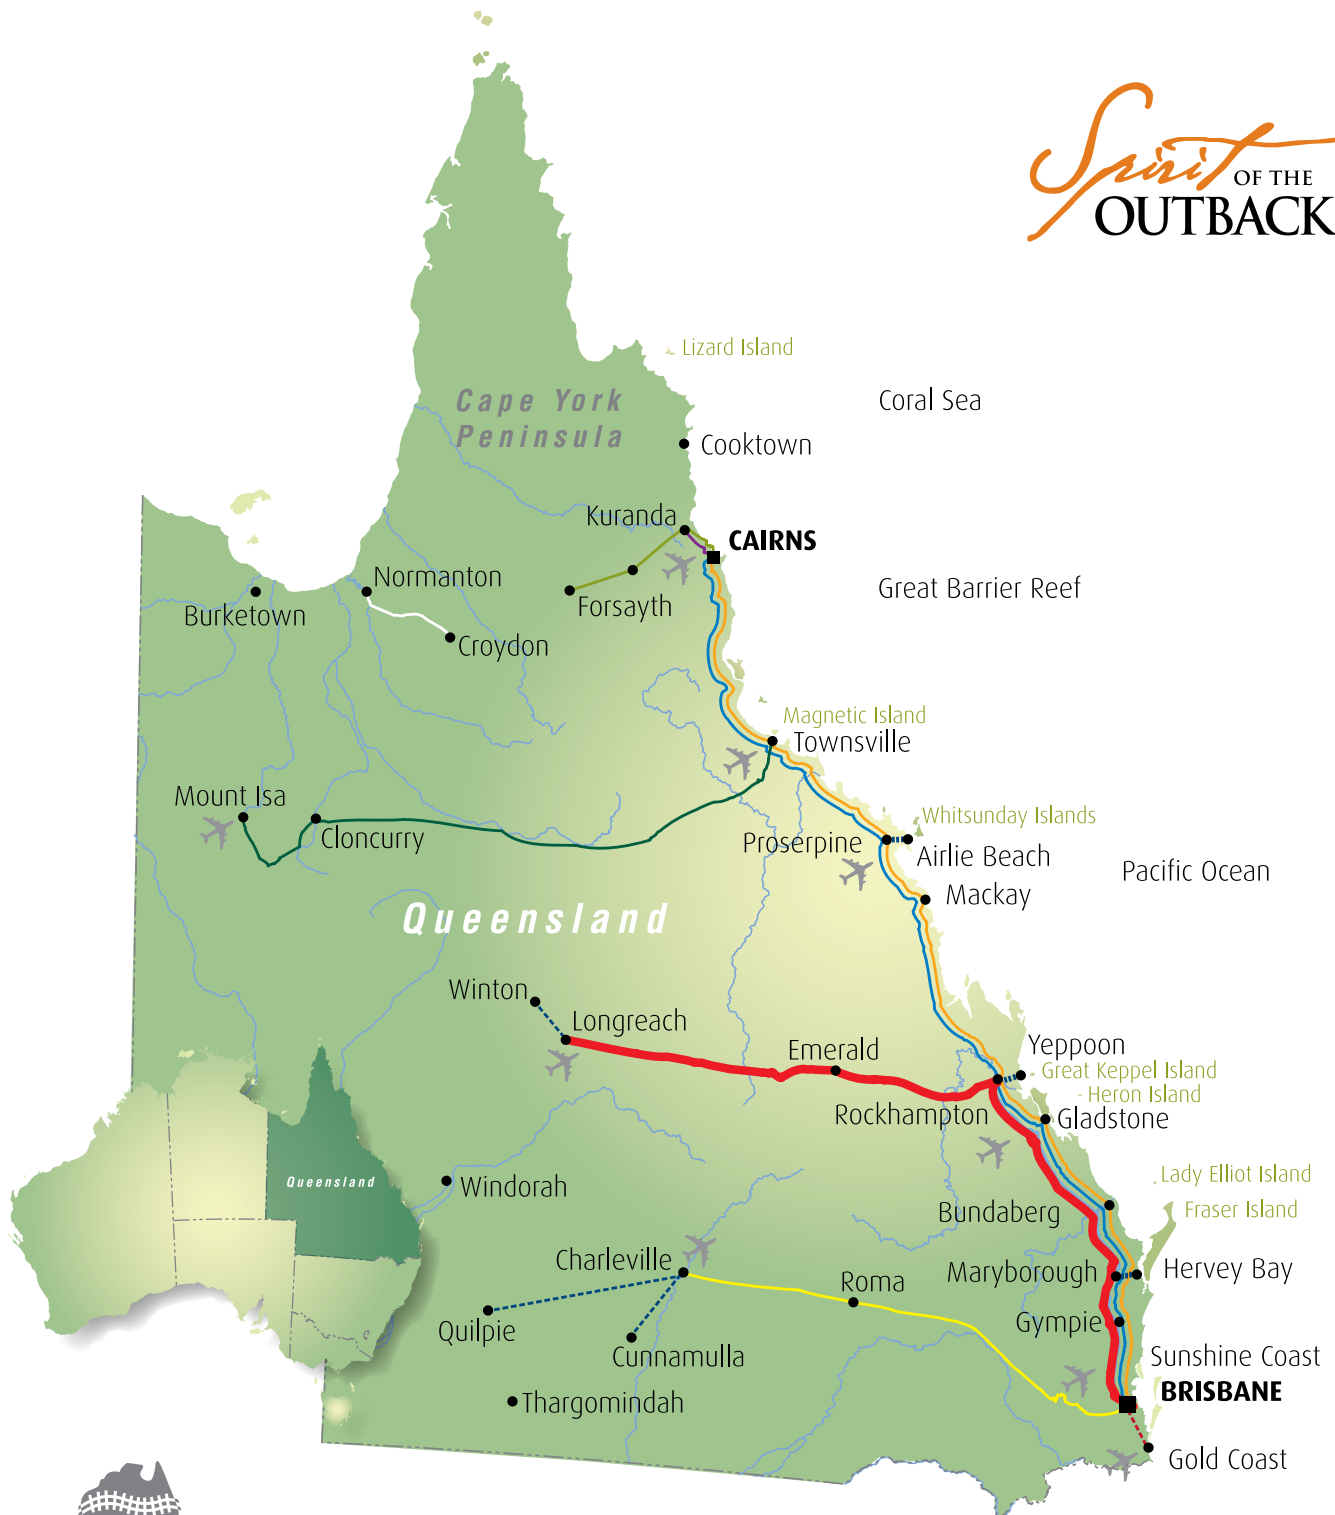 Spirit
OF THE
OUTBACK
Lizard Island
Cape York
Peninsula
Coral Sea
Cooktown
Kuranda
CAIRNS
Normanton
Great Barrier Reef
Burketown
Forsayth
Croydon
Magnetic Island
Townsville
Mount Isa
Cloncurry
Whitsunday Islands
Proserpine
Airlie Beach
Pacific Ocean
Mackay
Queensland
Winton
Longreach
Emerald
Yeppoon
Great Keppel Island
- Heron Island
Rockhampton
Gladstone
Queensland
Windorah
Lady Elliot Island
Bundaberg
Fraser Island
Charleville
Roma
Maryborough
Hervey Bay
Quilpie
Gympie
Cunnamulla
Sunshine Coast
BRISBANE
Thargomindah
Gold Coast